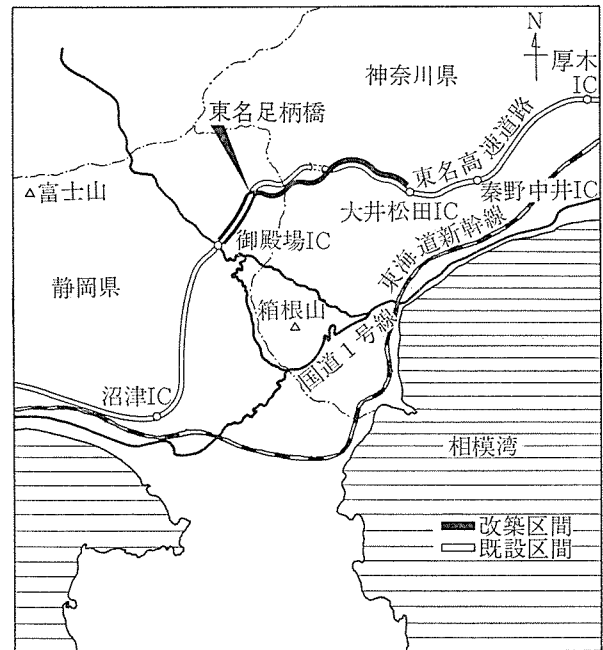 N
厚木
IC
神奈川県
東名足柄橋
東名高速道路
富士山
秦野中井IC
大井松田IC
御殿場IC
東海道新幹線
静岡県
箱根山
国道1号線
沼津IC
相模湾
改築区間
既設区間